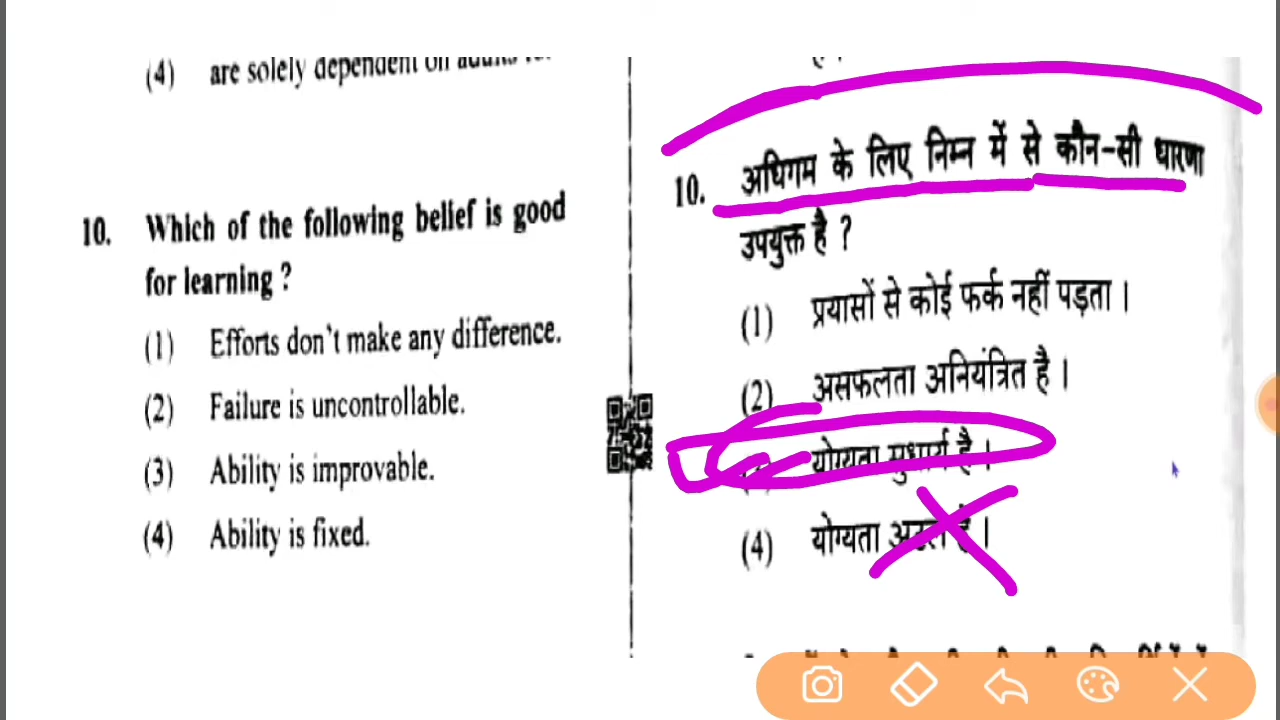 (4) are solely dependent on adults
10. Which of the following belief is good
for learning ?
(1) Efforts don't make any difference.
(2) Failure is uncontrollable.
(3) Ability is improvable.
(4) Ability is fixed.
10. अधिगम के लिए निम्न में से कौन-सी धारणा
उपयुक्त है ?
(1) प्रयासों से कोई फर्क नहीं पड़ता ।
(2) असफलता अनियंत्रित है ।
योग्यता सुधार्य है ।
(4) योग्यता अटल है ।